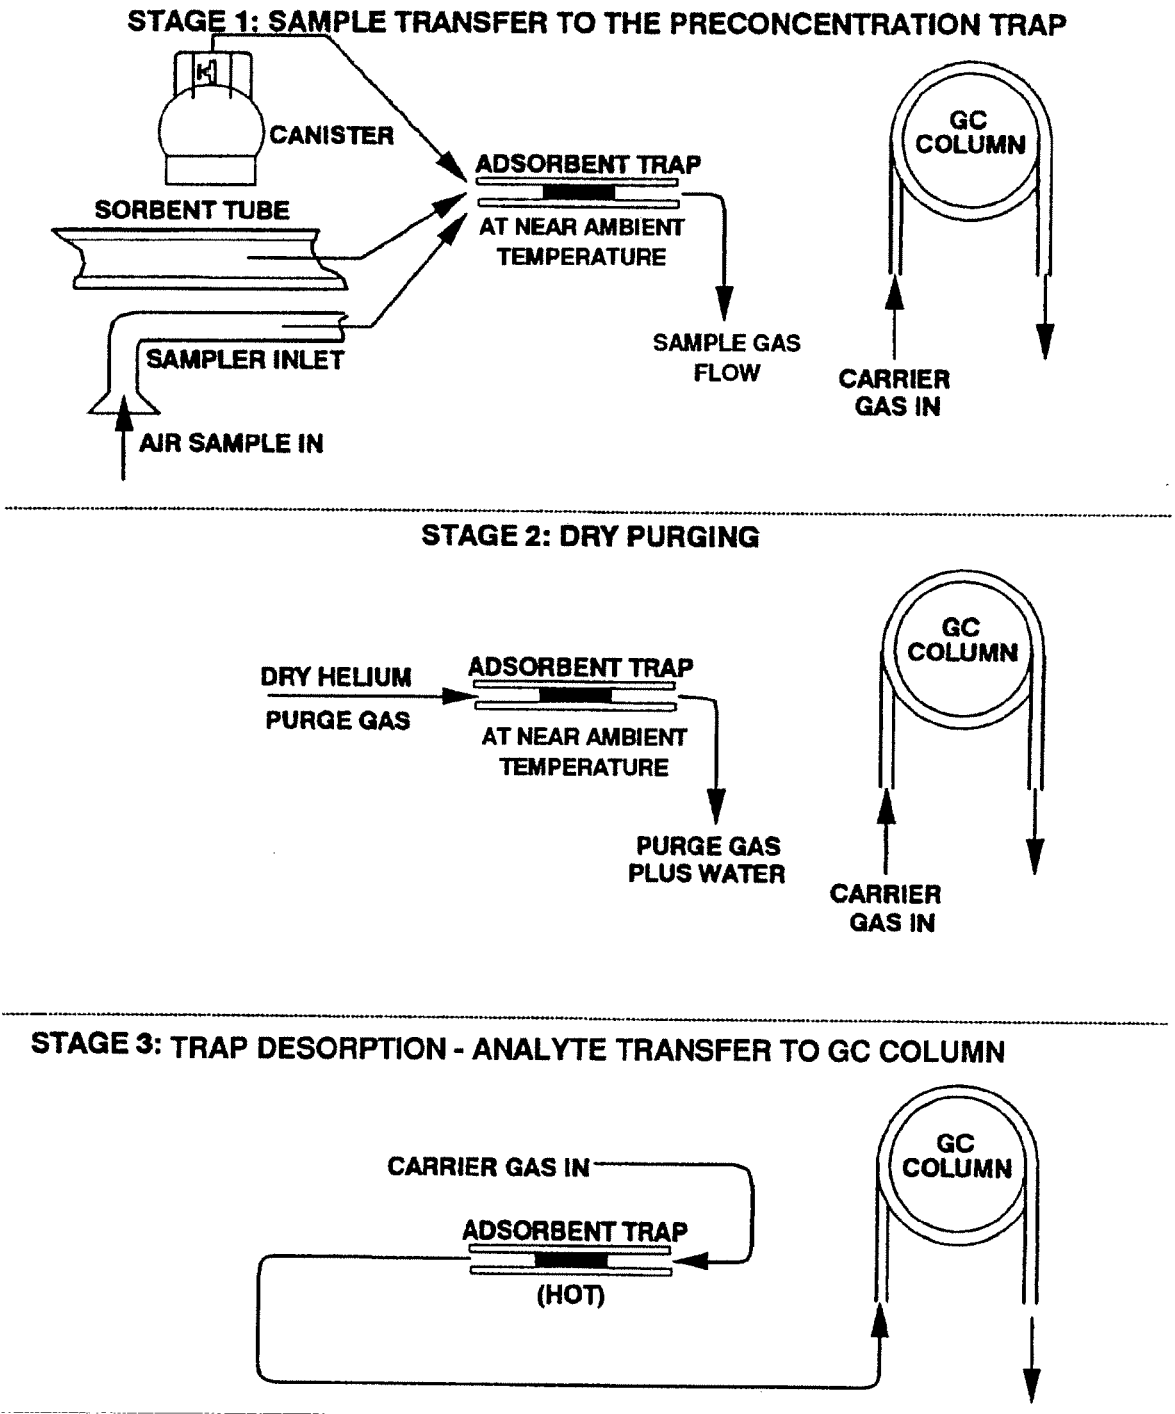 STAGE 1: SAMPLE TRANSFER TO THE PRECONCENTRATION TRAP
CANISTER
SORBENT TUBE
SAMPLER INLET
AIR SAMPLE IN
ADSORBENT TRAP
AT NEAR AMBIENT
TEMPERATURE
SAMPLE GAS
FLOW
GC
COLUMN
CARRIER
GAS IN
STAGE 2: DRY PURGING
DRY HELIUM
PURGE GAS
ADSORBENT TRAP
AT NEAR AMBIENT
TEMPERATURE
PURGE GAS
PLUS WATER
GC
COLUMN
CARRIER
GAS IN
STAGE 3: TRAP DESORPTION - ANALYTE TRANSFER TO GC COLUMN
CARRIER GAS IN
ADSORBENT TRAP
(HOT)
GC
COLUMN